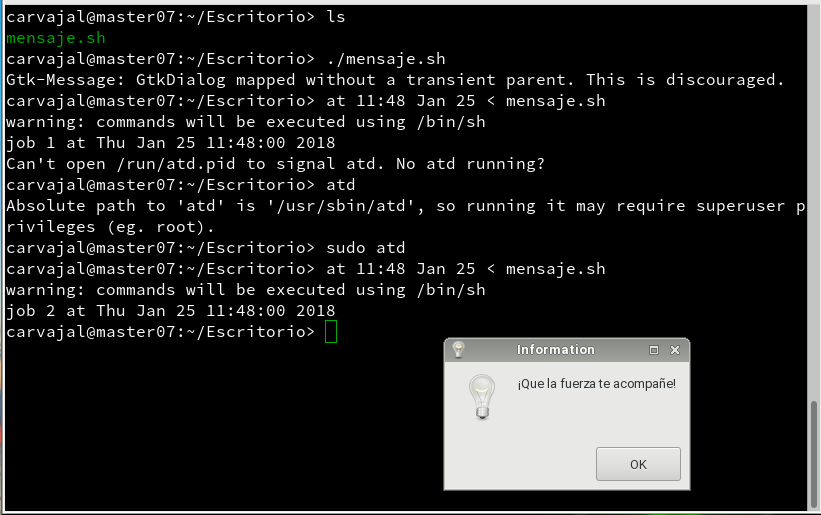 carvajal@master07:~/Escritorio> ls
mensaje.sh
carvajal@master07:~/Escritorio> ./mensaje.sh
Gtk-Message: GtkDialog mapped without a transient parent. This is discouraged.
carvajal@master07:~/Escritorio> at 11:48 Jan 25 < mensaje.sh
warning: commands will be executed using /bin/sh
job 1 at Thu Jan 25 11:48:00 2018
Can't open /run/atd.pid to signal atd. No atd running?
carvajal@master07:~/Escritorio> atd
Absolute path to 'atd' is '/usr/sbin/atd', so running it may require superuser p
rivileges (eg. root).
carvajal@master07:~/Escritorio> sudo atd
carvajal@master07:~/Escritorio> at 11:48 Jan 25 < mensaje.sh
warning: commands will be executed using /bin/sh
job 2 at Thu Jan 25 11:48:00 2018
carvajal@master07:~/Escritorio>
Information
¡Que la fuerza te acompañe!
OK